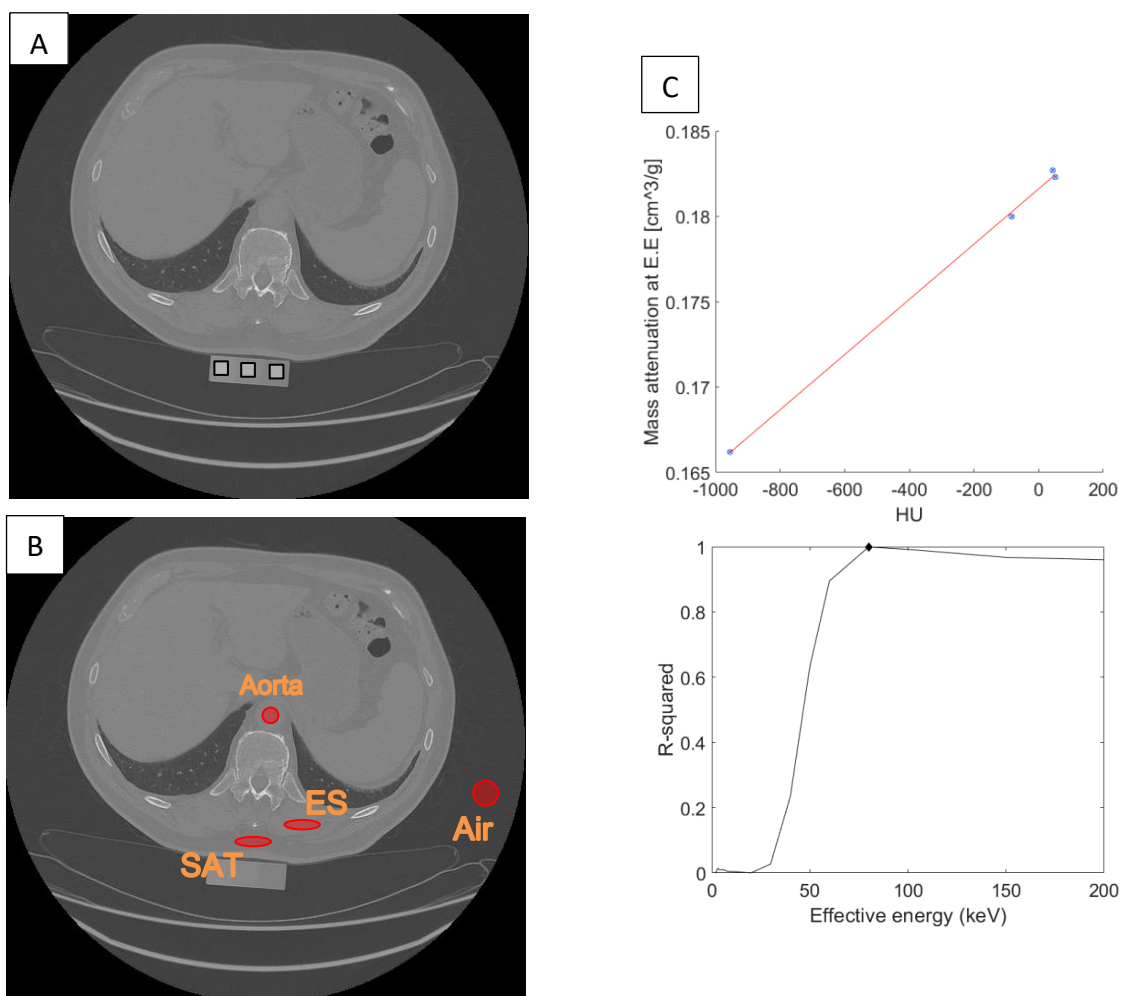 A
B
Aorta
ES
Air
SAT
C
Mass attenuation at E.E [cm^3/g]
0.185
0.18
0.175
0.17
0.165
-1000 -800 -600 -400 -200 0 200
HU
R-squared
1
0.8
0.6
0.4
0.2
0
0 50 100 150 200
Effective energy (keV)